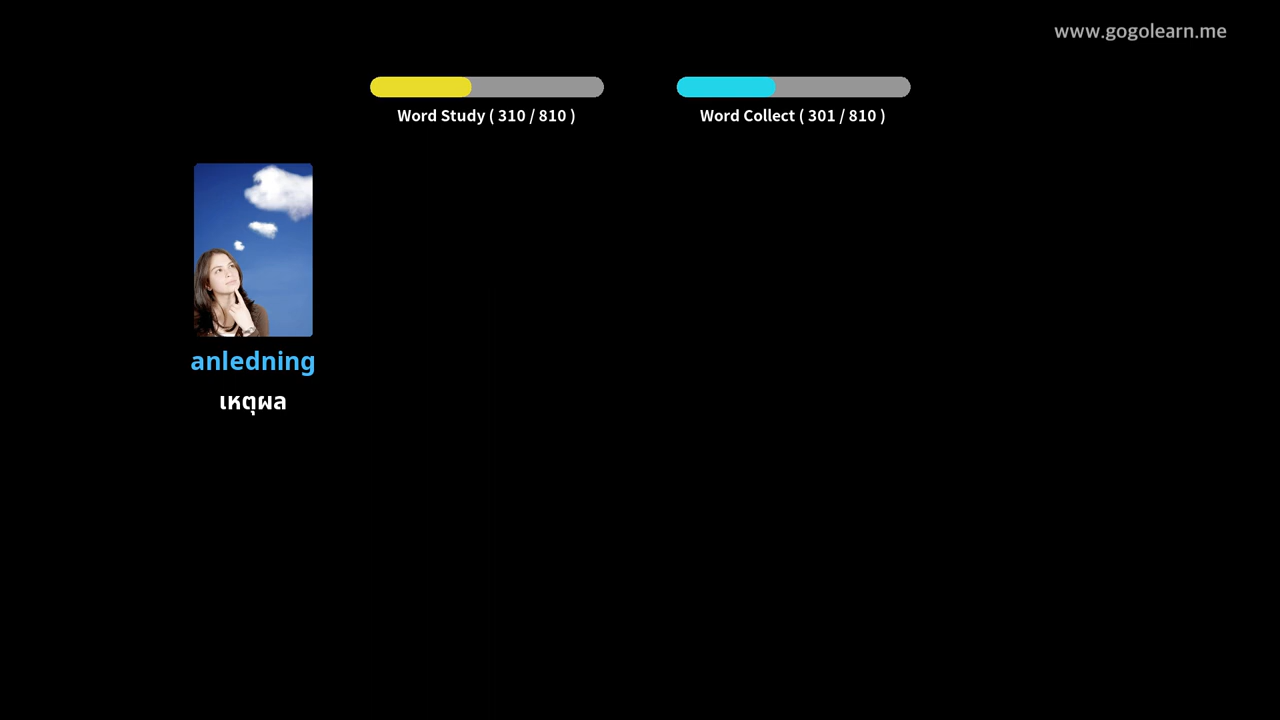 www.gogolearn.me
Word Study ( 310 / 810 )
Word Collect ( 301 / 810 )
anledning
เหตุผล